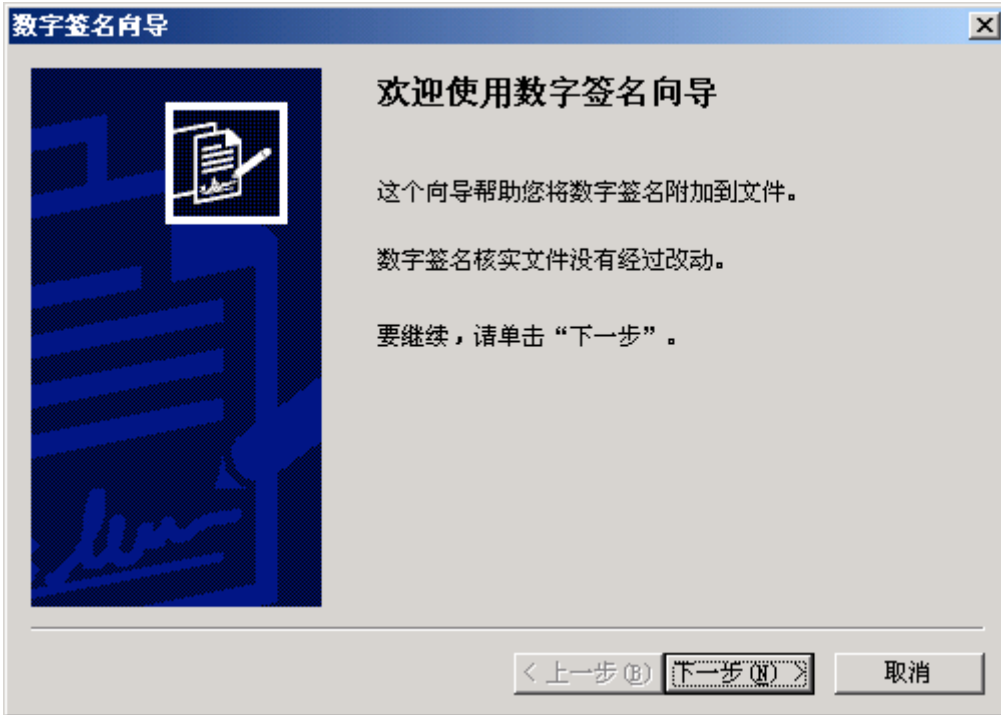 数字签名向导
欢迎使用数字签名向导
这个向导帮助您将数字签名附加到文件。
数字签名核实文件没有经过改动。
要继续，请单击“下一步”。
< 上一步(B) 下一步(N) > 取消